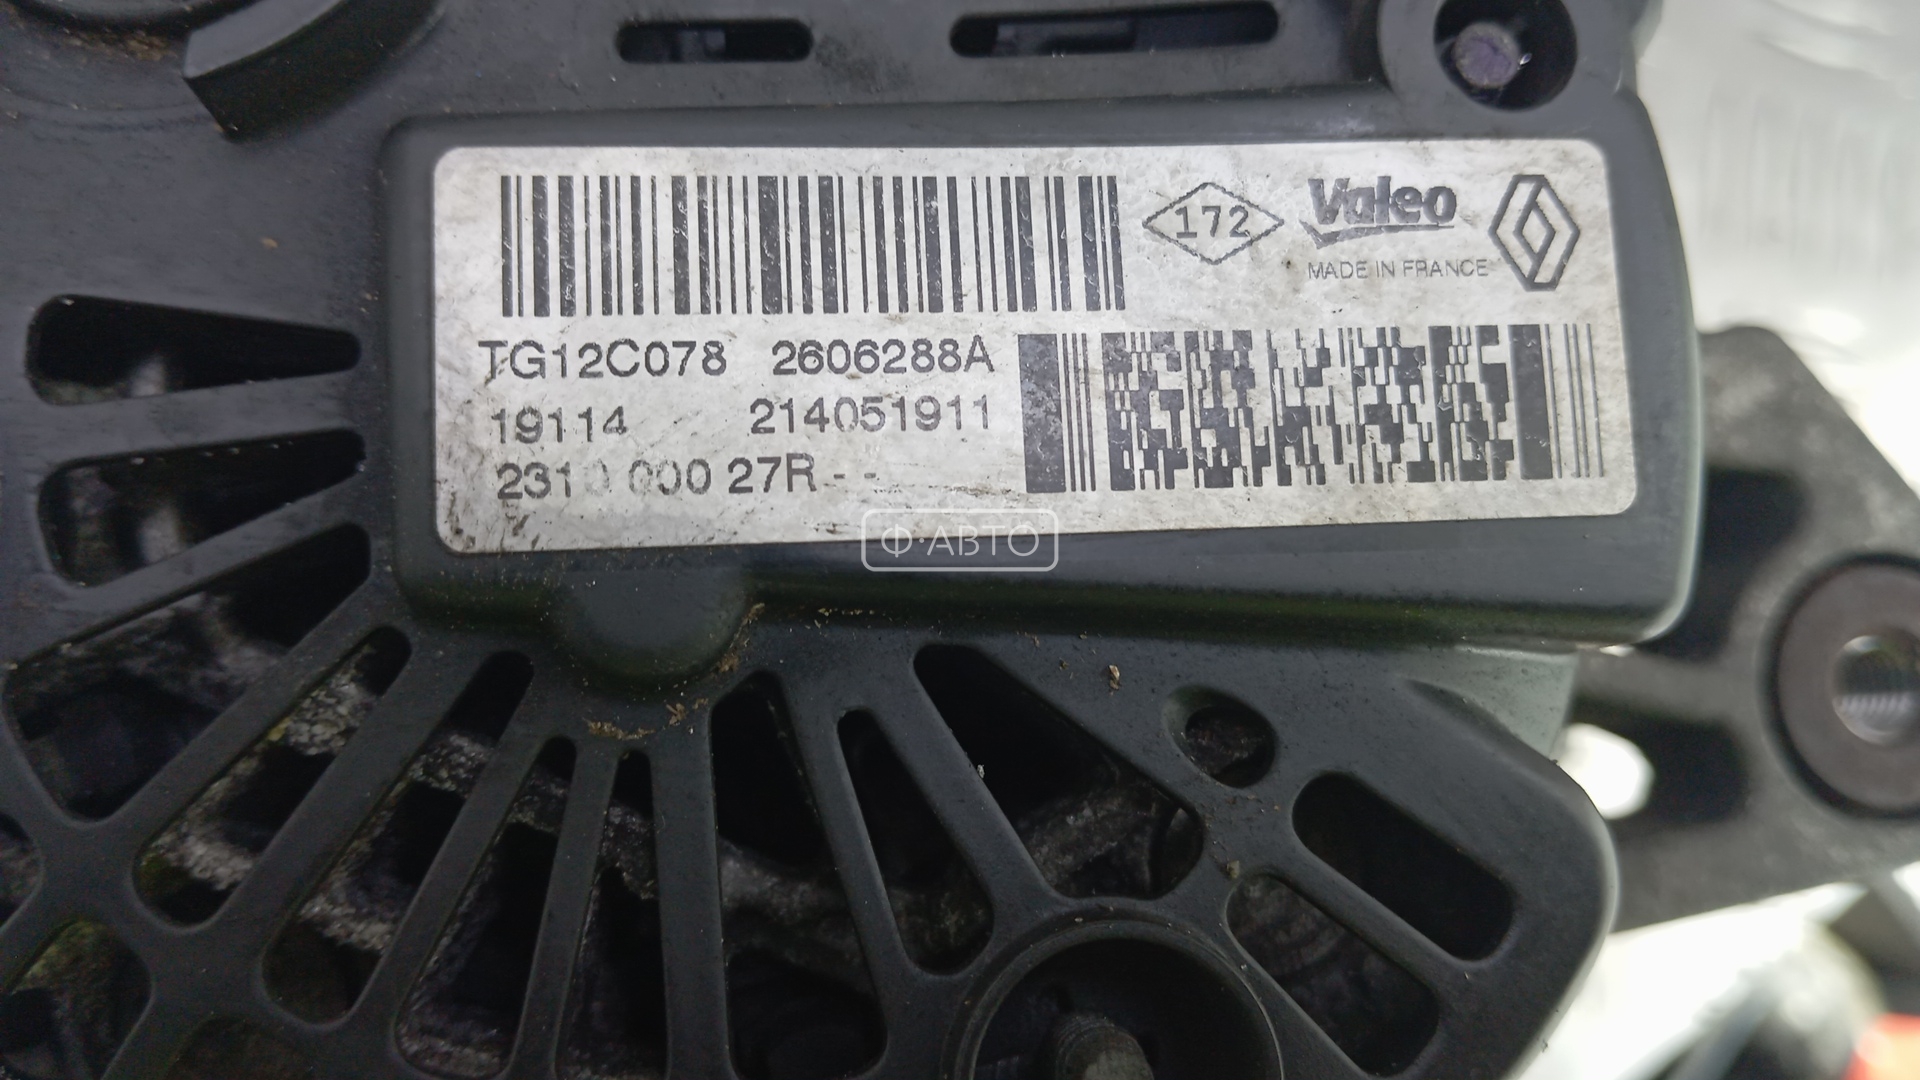 172
Valeo
MADE IN FRANCE
TG12C078 2606288A
19114 214051911
2310 000 27R - -
Ф·АВТО